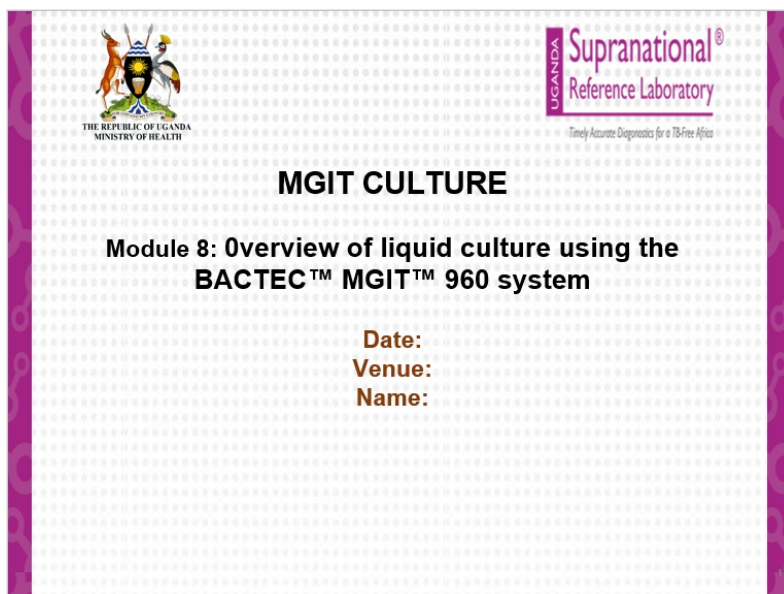 THE REPUBLIC OF UGANDA
MINISTRY OF HEALTH
UGANDA
Supranational®
Reference Laboratory
Timely Accurate Diagonostics for a TB-Free Africa
MGIT CULTURE
Module 8: 0verview of liquid culture using the
BACTEC™ MGIT™ 960 system
Date:
Venue:
Name: